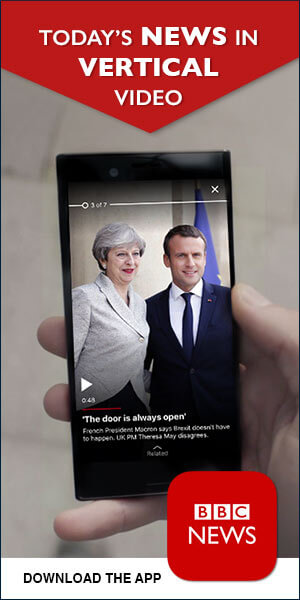 TODAY'S NEWS IN
VERTICAL
VIDEO
3 of 7
0:48
'The door is always open'
French President Macron says Brexit doesn't
have to happen. UK PM Theresa May disagrees.
Related
BBC
NEWS
DOWNLOAD THE APP